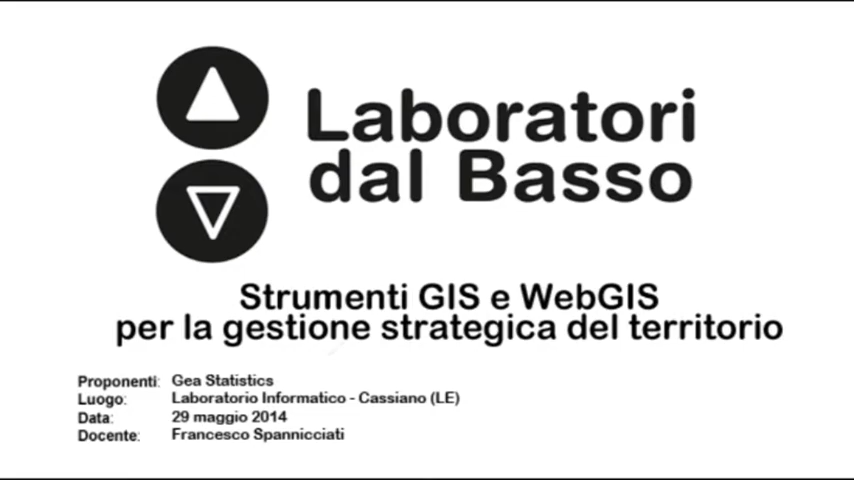 Laboratori
dal Basso
Strumenti GIS e WebGIS
per la gestione strategica del territorio
Proponenti: Gea Statistics
Luogo: Laboratorio Informatico - Cassiano (LE)
Data: 29 maggio 2014
Docente: Francesco Spannicciati